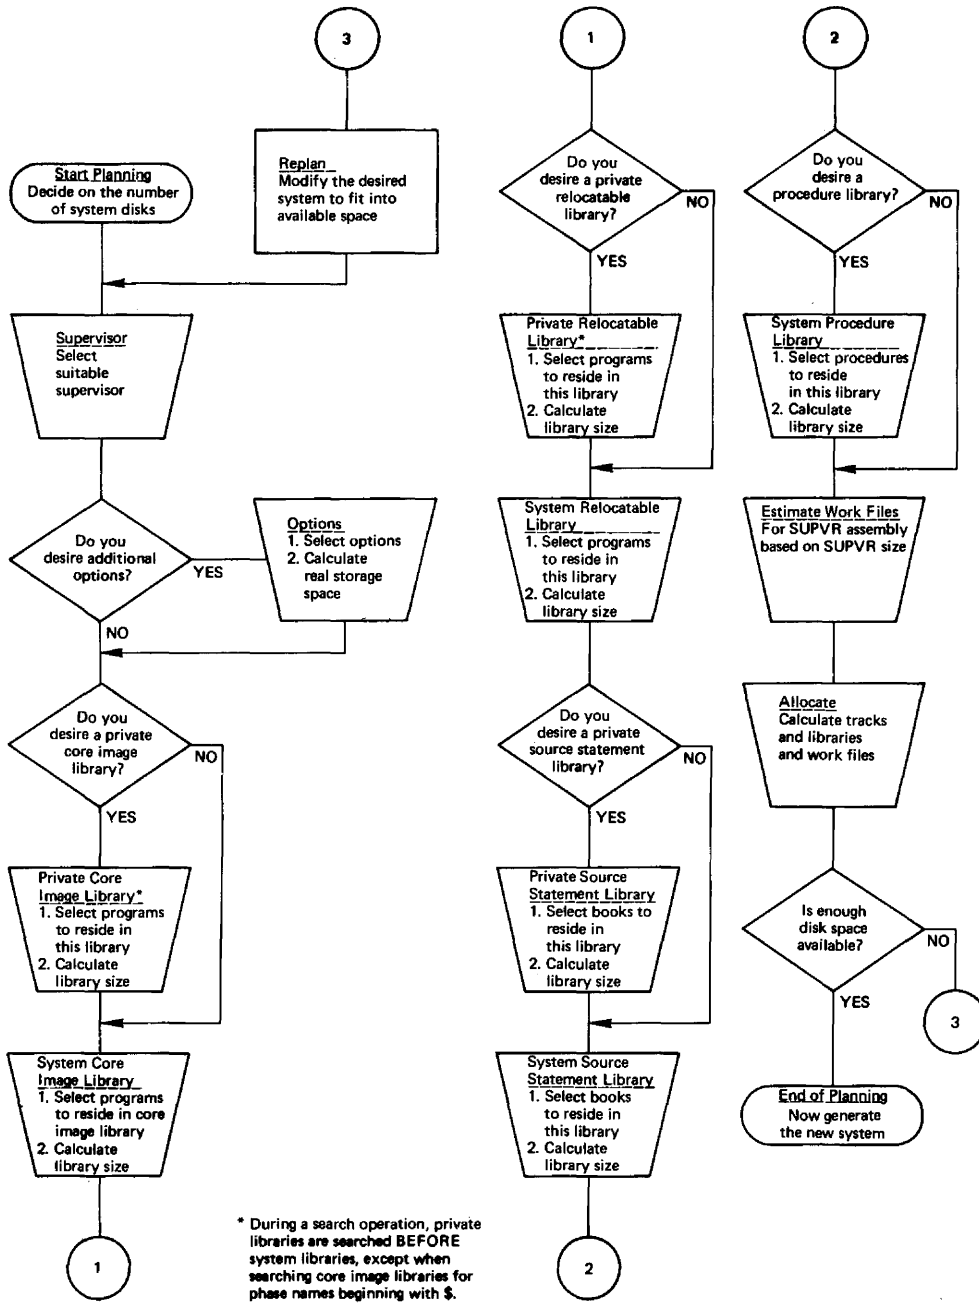 3
Replan
Modify the desired
system to fit into
available space
Start Planning
Decide on the number
of system disks
Supervisor
Select
suitable
supervisor
Do you
desire additional
options?
YES
NO
Options
1. Select options
2. Calculate
real storage
space
Do you
desire a private
core image
library?
NO
YES
Private Core
Image Library*
1. Select programs
to reside in
this library
2. Calculate
library size
System Core
Image Library
1. Select programs
to reside in core
image library
2. Calculate
library size
1
1
Do you
desire a private
relocatable
library?
NO
YES
Private Relocatable
Library*
1. Select programs
to reside in
this library
2. Calculate
library size
System Relocatable
Library
1. Select programs
to reside in
this library
2. Calculate
library size
Do you
desire a private
source statement
library?
NO
YES
Private Source
Statement Library
1. Select books to
reside in
this library
2. Calculate
library size
System Source
Statement Library
1. Select books
to reside in
this library
2. Calculate
library size
2
2
Do you
desire a
procedure library?
NO
YES
System Procedure
Library
1. Select procedures
to reside
in this library
2. Calculate
library size
Estimate Work Files
For SUPVR assembly
based on SUPVR size
Allocate
Calculate tracks
and libraries
and work files
Is enough
disk space
available?
NO
YES
3
End of Planning
Now generate
the new system
* During a search operation, private
libraries are searched BEFORE
system libraries, except when
searching core image libraries for
phase names beginning with $.